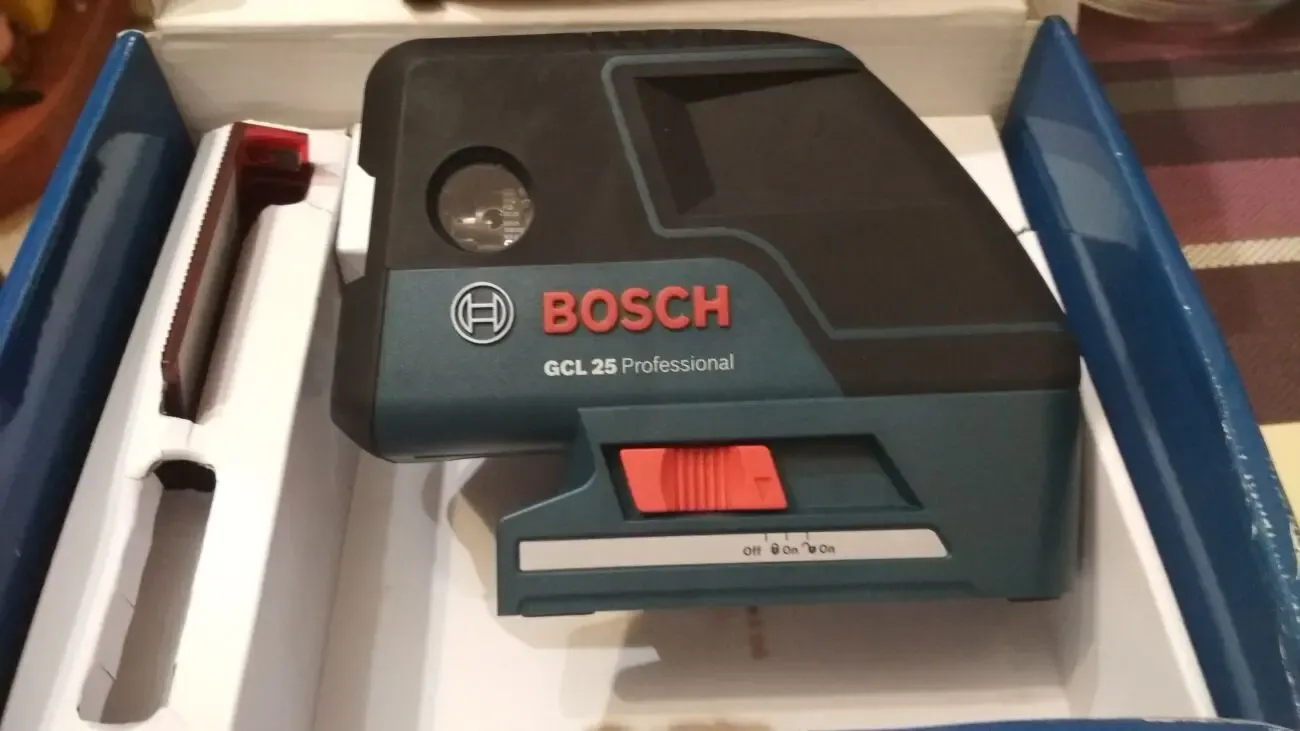 BOSCH
GCL 25 Professional
Off On On